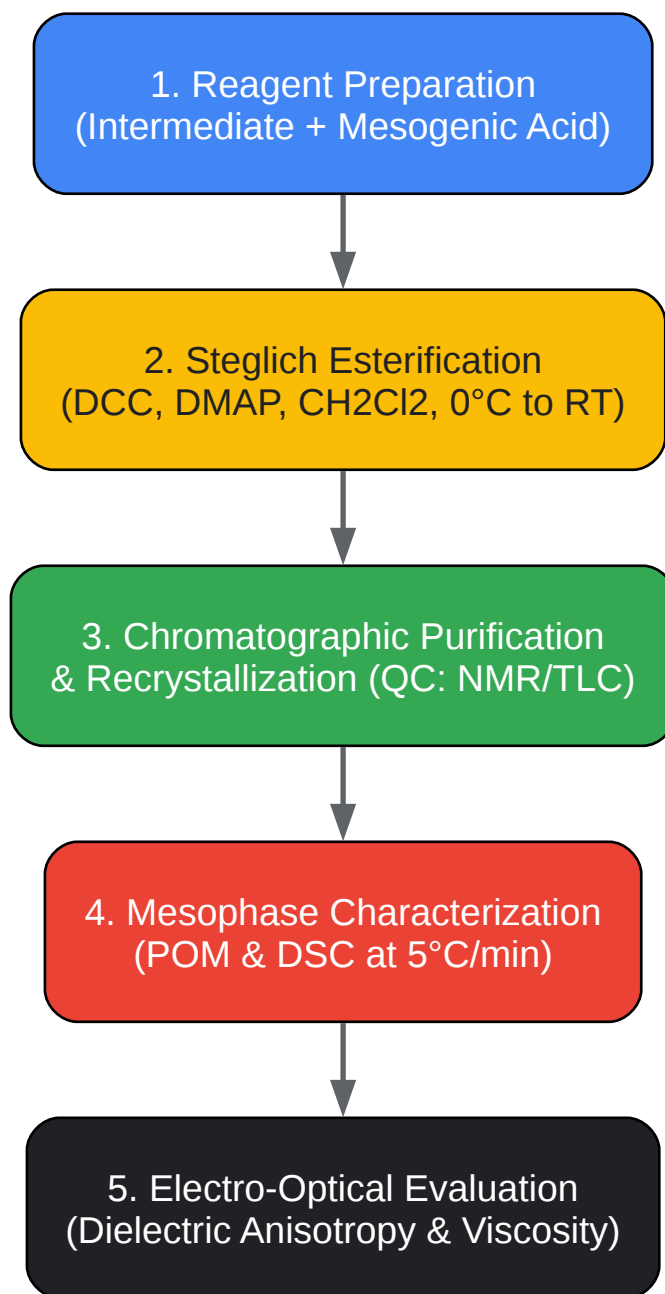 1. Reagent Preparation
(Intermediate + Mesogenic Acid)
2. Steglich Esterification
(DCC, DMAP, CH2Cl2, 0°C to RT)
3. Chromatographic Purification
& Recrystallization (QC: NMR/TLC)
4. Mesophase Characterization
(POM & DSC at 5°C/min)
5. Electro-Optical Evaluation
(Dielectric Anisotropy & Viscosity)